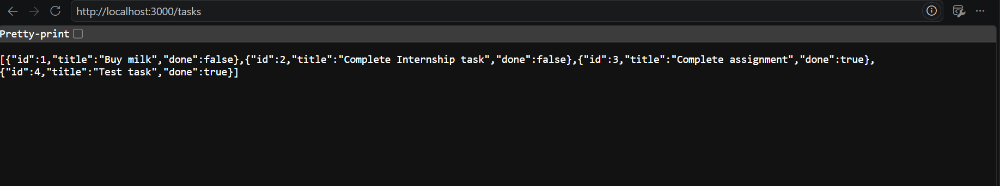 http://localhost:3000/tasks
Pretty-print
[{"id":1,"title":"Buy milk","done":false},{"id":2,"title":"Complete Internship task","done":false},{"id":3,"title":"Complete assignment","done":true},
{"id":4,"title":"Test task","done":true}]